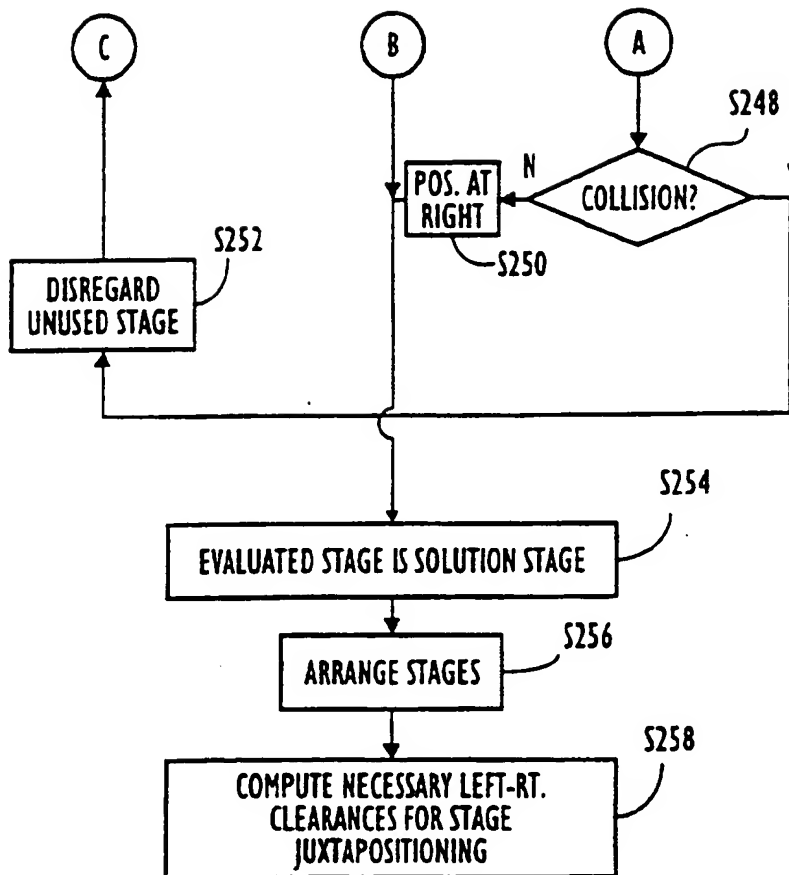 C
B
A
S248
N
POS. AT
RIGHT
COLLISION?
S250
S252
DISREGARD
UNUSED STAGE
S254
EVALUATED STAGE IS SOLUTION STAGE
S256
ARRANGE STAGES
S258
COMPUTE NECESSARY LEFT-RT.
CLEARANCES FOR STAGE
JUXTAPOSITIONING